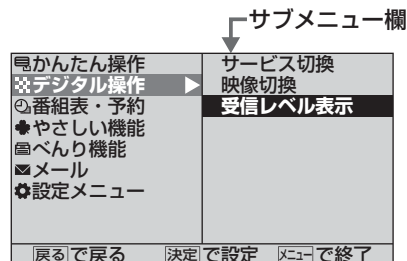 サブメニュー欄
かんたん操作
デジタル操作
番組表・予約
やさしい機能
べんり機能
メール
設定メニュー
サービス切換
映像切換
受信レベル表示
戻る で戻る 決定 で設定 メニュー で終了